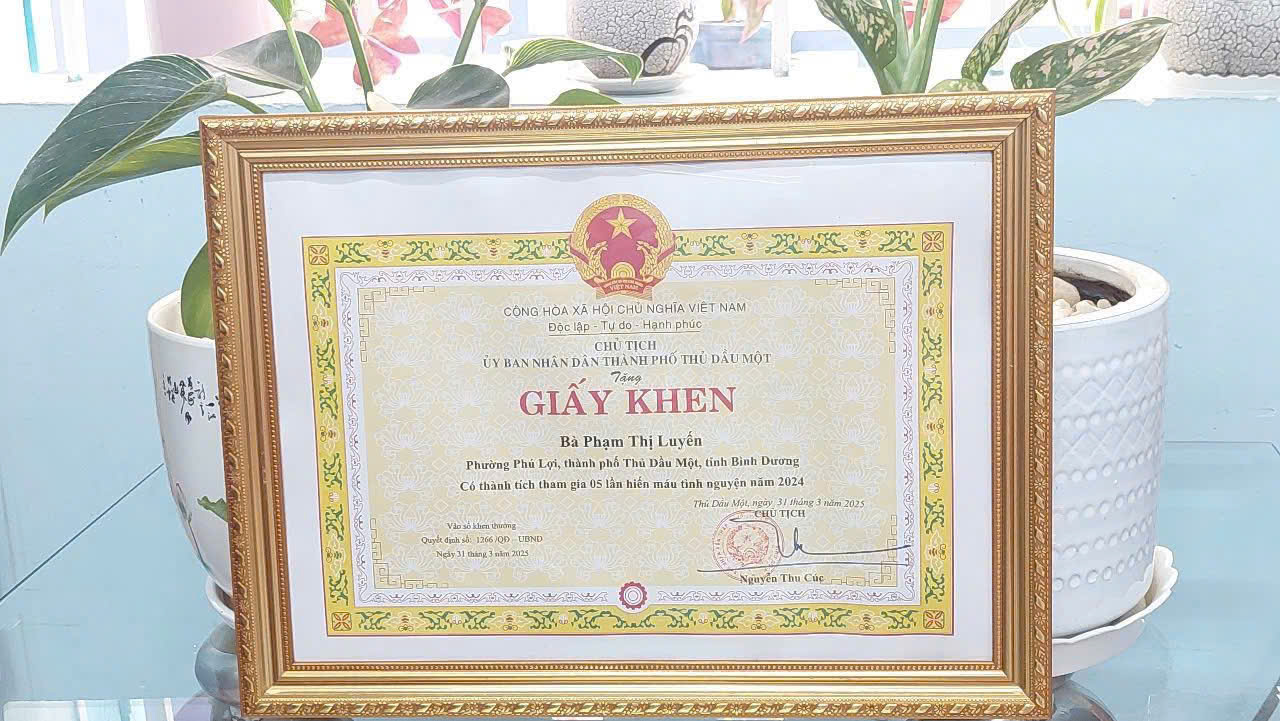 VIỆT NAM
CỘNG HÒA XÃ HỘI CHỦ NGHĨA VIỆT NAM
Độc lập - Tự do - Hạnh phúc
CHỦ TỊCH
ỦY BAN NHÂN DÂN THÀNH PHỐ THỦ DẦU MỘT
Tặng
GIẤY KHEN
Bà Phạm Thị Luyến
Phường Phú Lợi, thành phố Thủ Dầu Một, tỉnh Bình Dương
Có thành tích tham gia 05 lần hiến máu tình nguyện năm 2024
Thủ Dầu Một, ngày 31 tháng 3 năm 2025
CHỦ TỊCH
Vào sổ khen thưởng
Quyết định số: 1266/QĐ - UBND
Ngày 31 tháng 3 năm 2025
Nguyễn Thu Cúc